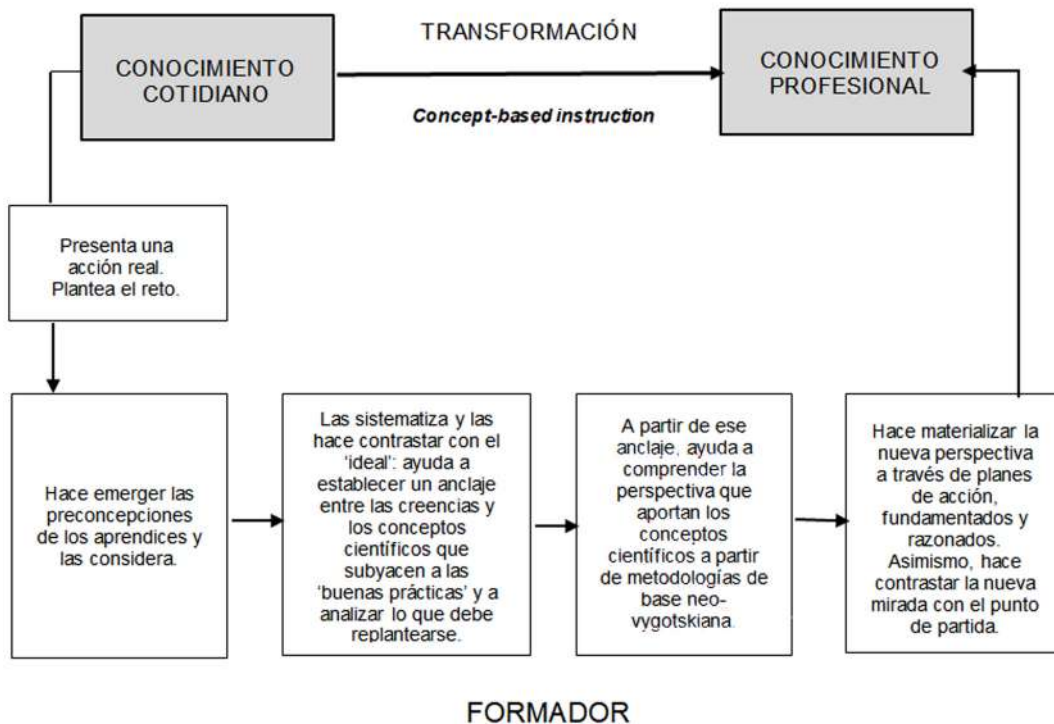 TRANSFORMACIÓN
CONOCIMIENTO
COTIDIANO
CONOCIMIENTO
PROFESIONAL
Concept-based instruction
Presenta una
acción real.
Plantea el reto.
Hace emerger las
preconcepciones
de los aprendices y
las considera.
Las sistematiza y las
hace contrastar con el
‘ideal’: ayuda a
establecer un anclaje
entre las creencias y
los conceptos
científicos que
subyacen a las
‘buenas prácticas’ y a
analizar lo que debe
replantearse.
A partir de ese
anclaje, ayuda a
comprender la
perspectiva que
aportan los
conceptos
científicos a partir
de metodologías de
base neo-
vygotskiana.
Hace materializar la
nueva perspectiva
a través de planes
de acción,
fundamentados y
razonados.
Asimismo, hace
contrastar la nueva
mirada con el punto
de partida.
FORMADOR